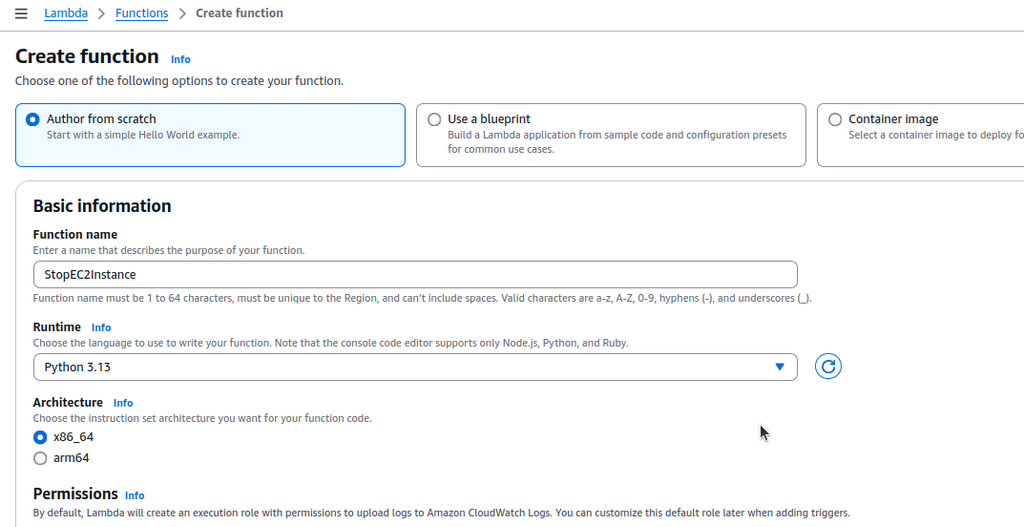 Lambda > Functions > Create function
Create function Info
Choose one of the following options to create your function.
Author from scratch
Start with a simple Hello World example.
Use a blueprint
Build a Lambda application from sample code and configuration presets
for common use cases.
Container image
Select a container image to deploy fo
Basic information
Function name
Enter a name that describes the purpose of your function.
StopEC2Instance
Function name must be 1 to 64 characters, must be unique to the Region, and can't include spaces. Valid characters are a-z, A-Z, 0-9, hyphens (-), and underscores (_).
Runtime Info
Choose the language to use to write your function. Note that the console code editor supports only Node.js, Python, and Ruby.
Python 3.13
Architecture Info
Choose the instruction set architecture you want for your function code.
x86_64
arm64
Permissions Info
By default, Lambda will create an execution role with permissions to upload logs to Amazon CloudWatch Logs. You can customize this default role later when adding triggers.